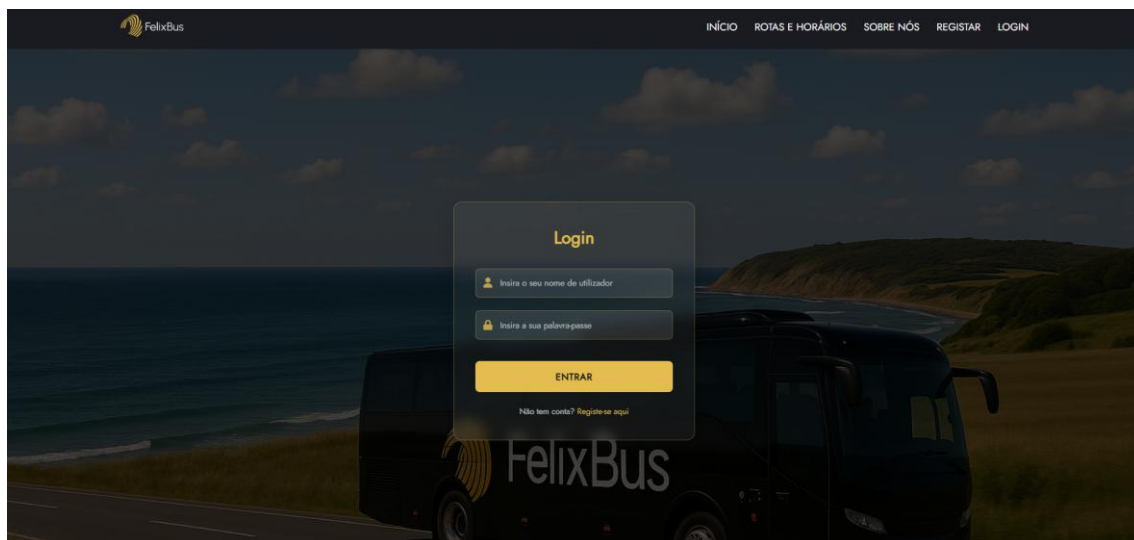 FelixBus
INÍCIO ROTAS E HORÁRIOS SOBRE NÓS REGISTAR LOGIN
Login
Insira o seu nome de utilizador
Insira a sua palavra-passe
ENTRAR
Não tem conta? Registe-se aqui
FelixBus